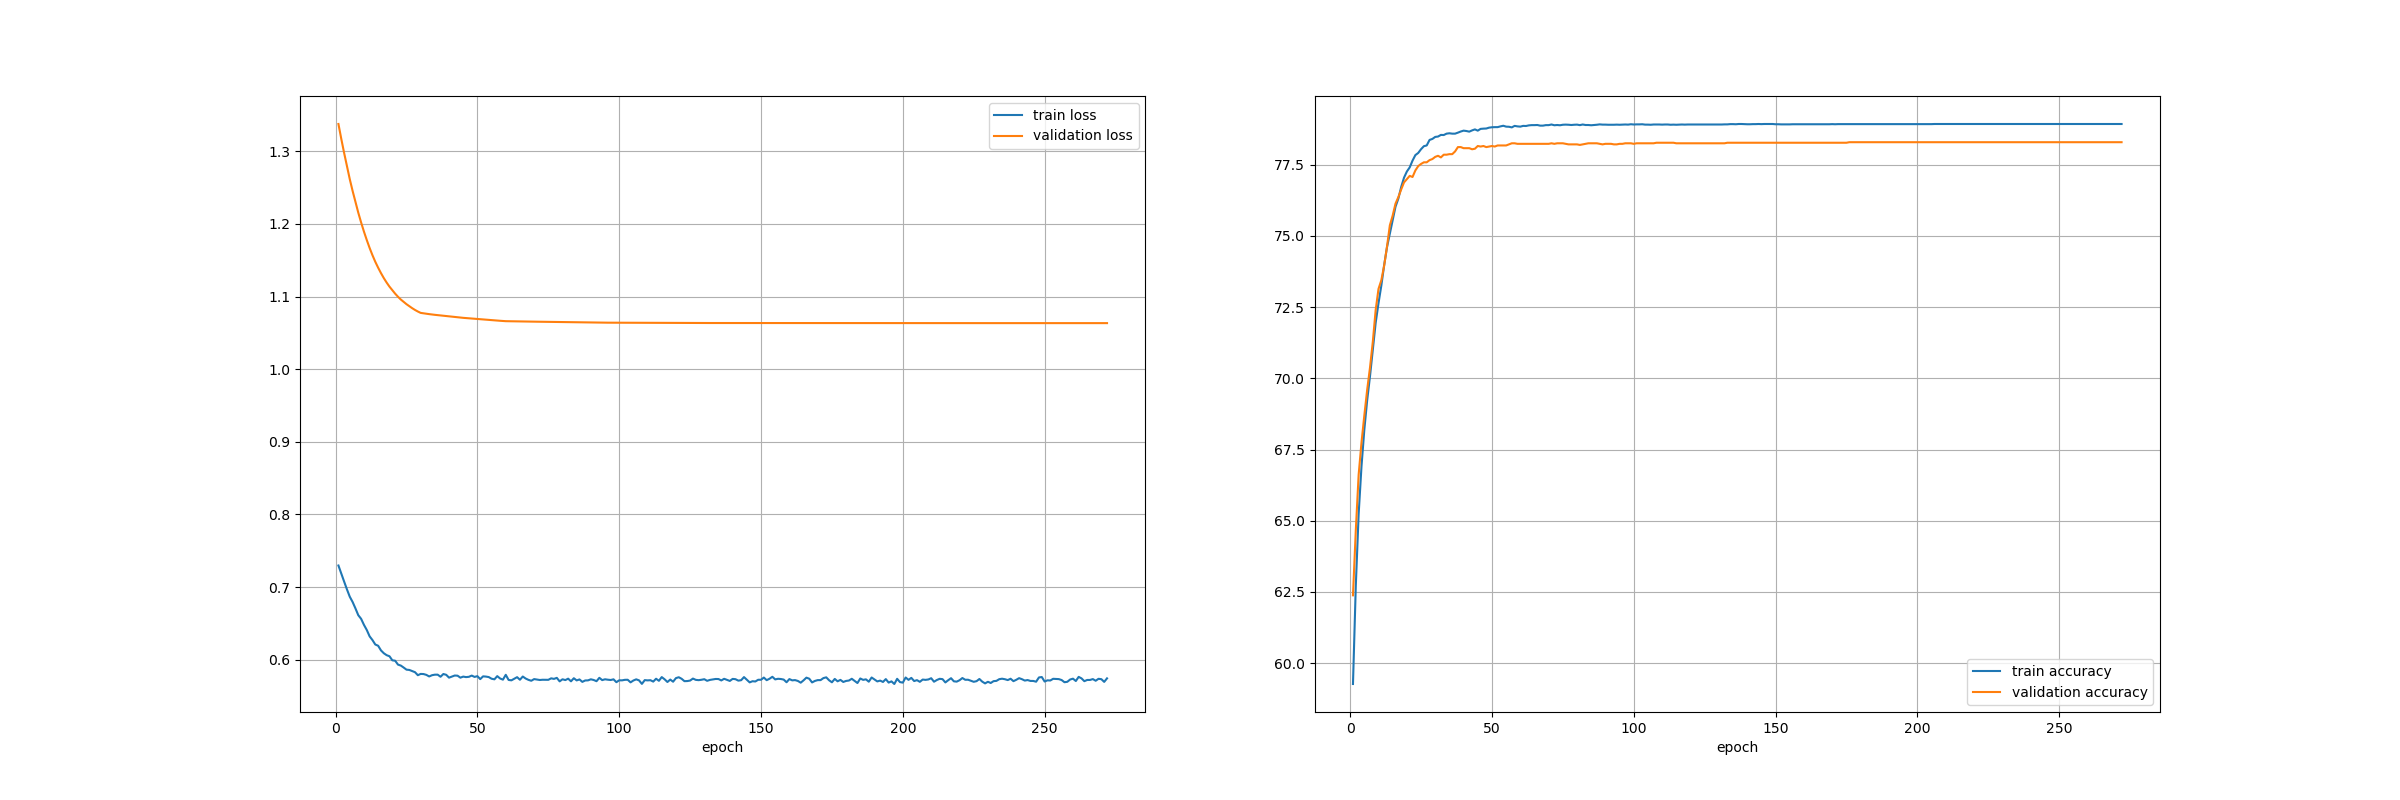 train loss
validation loss
1.3
1.2
1.1
1.0
0.9
0.8
0.7
0.6
0 50 100 150 200 250
epoch
77.5
75.0
72.5
70.0
67.5
65.0
62.5
60.0
train accuracy
validation accuracy
0 50 100 150 200 250
epoch